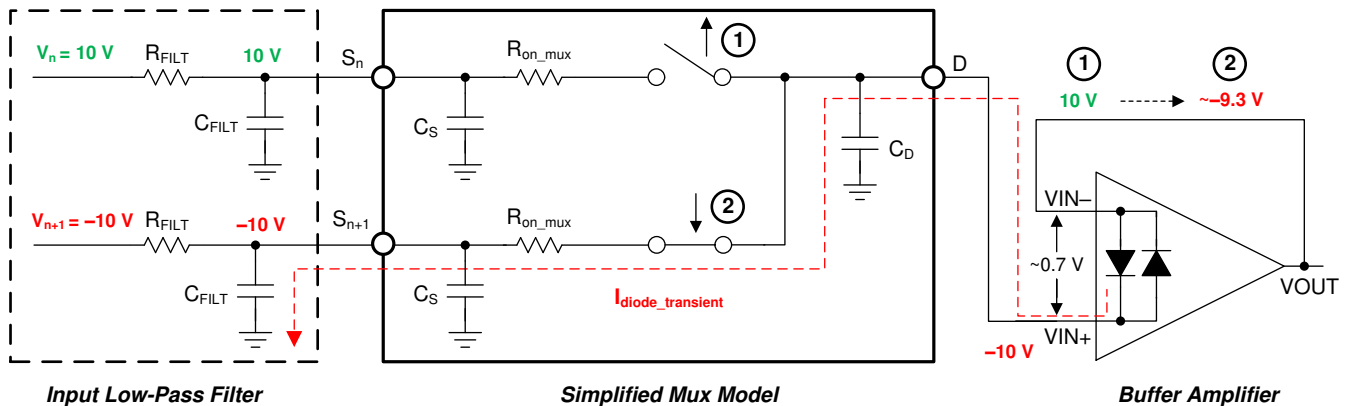 Vn = 10 V
RFILT
10 V
Sn
Ron_mux
1
D
1
2
10 V
~–9.3 V
CFILT
CS
CD
Vn+1 = –10 V
RFILT
–10 V
Sn+1
Ron_mux
2
VIN–
~0.7 V
CFILT
CS
Idiode_transient
VOUT
VIN+
–10 V
Input Low-Pass Filter
Simplified Mux Model
Buffer Amplifier